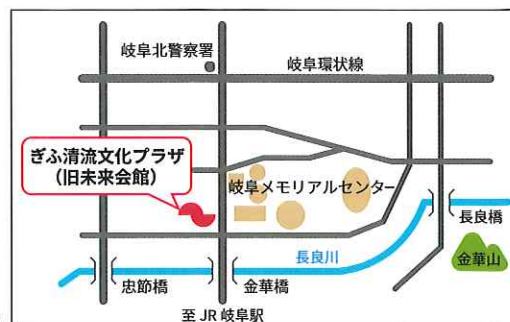 岐阜北警察署
岐阜環状線
ぎふ清流文化プラザ
(旧未来会館)
岐阜メモリアルセンター
長良橋
長良川
金華山
忠節橋
金華橋
至 JR 岐阜駅